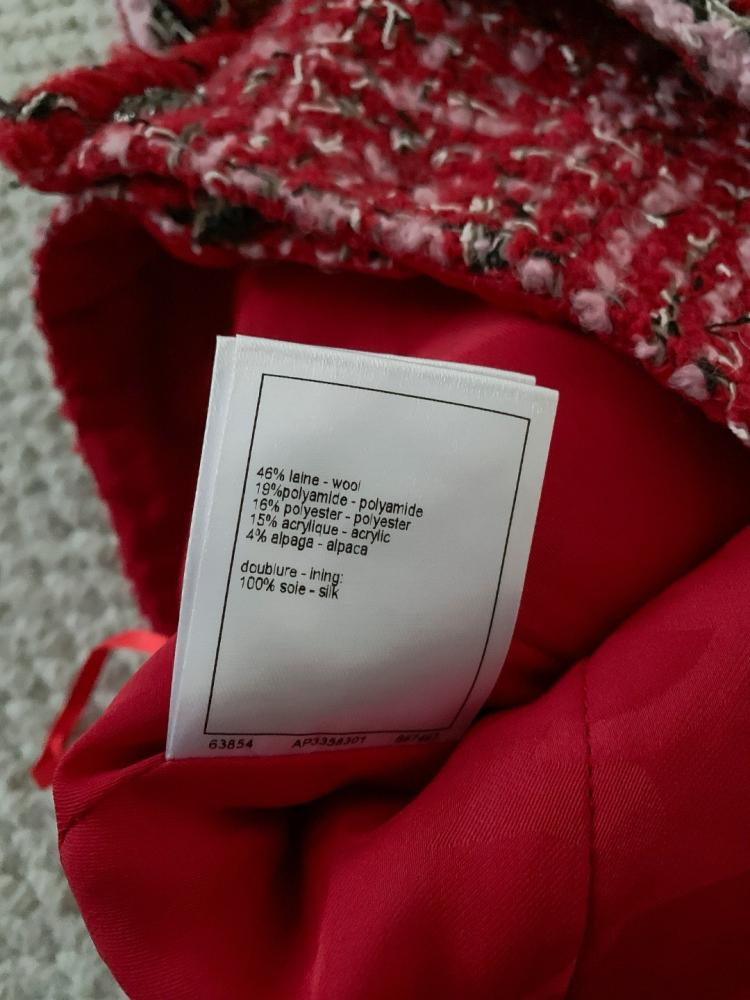 46% laine - wool
19%polyamide - polyamide
16% polyester - polyester
15% acrylique - acrylic
4% alpaga - alpaca
doublure - ining:
100% soie - silk
63854 AP3358301